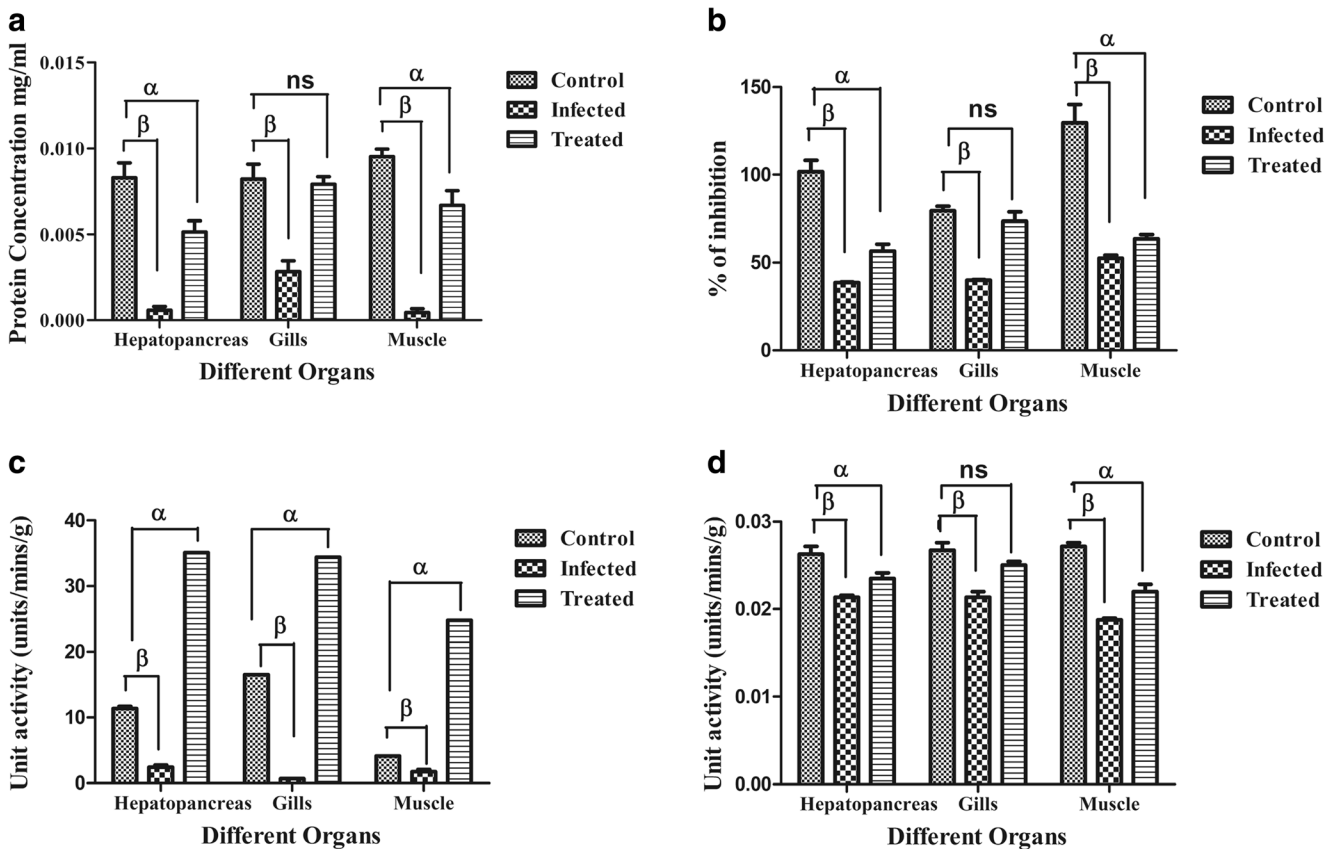 a
Protein Concentration mg/ml
0.015
0.010
0.005
0.000
α
β
ns
β
α
β
Control
Infected
Treated
Hepatopancreas Gills Muscle
Different Organs
b
% of inhibition
150
100
50
0
α
β
ns
β
α
β
Control
Infected
Treated
Hepatopancreas Gills Muscle
Different Organs
c
Unit activity (units/mins/g)
40
30
20
10
0
α
β
α
β
α
β
Control
Infected
Treated
Hepatopancreas Gills Muscle
Different Organs
d
Unit activity (units/mins/g)
0.03
0.02
0.01
0.00
α
β
ns
β
α
β
Control
Infected
Treated
Hepatopancreas Gills Muscle
Different Organs